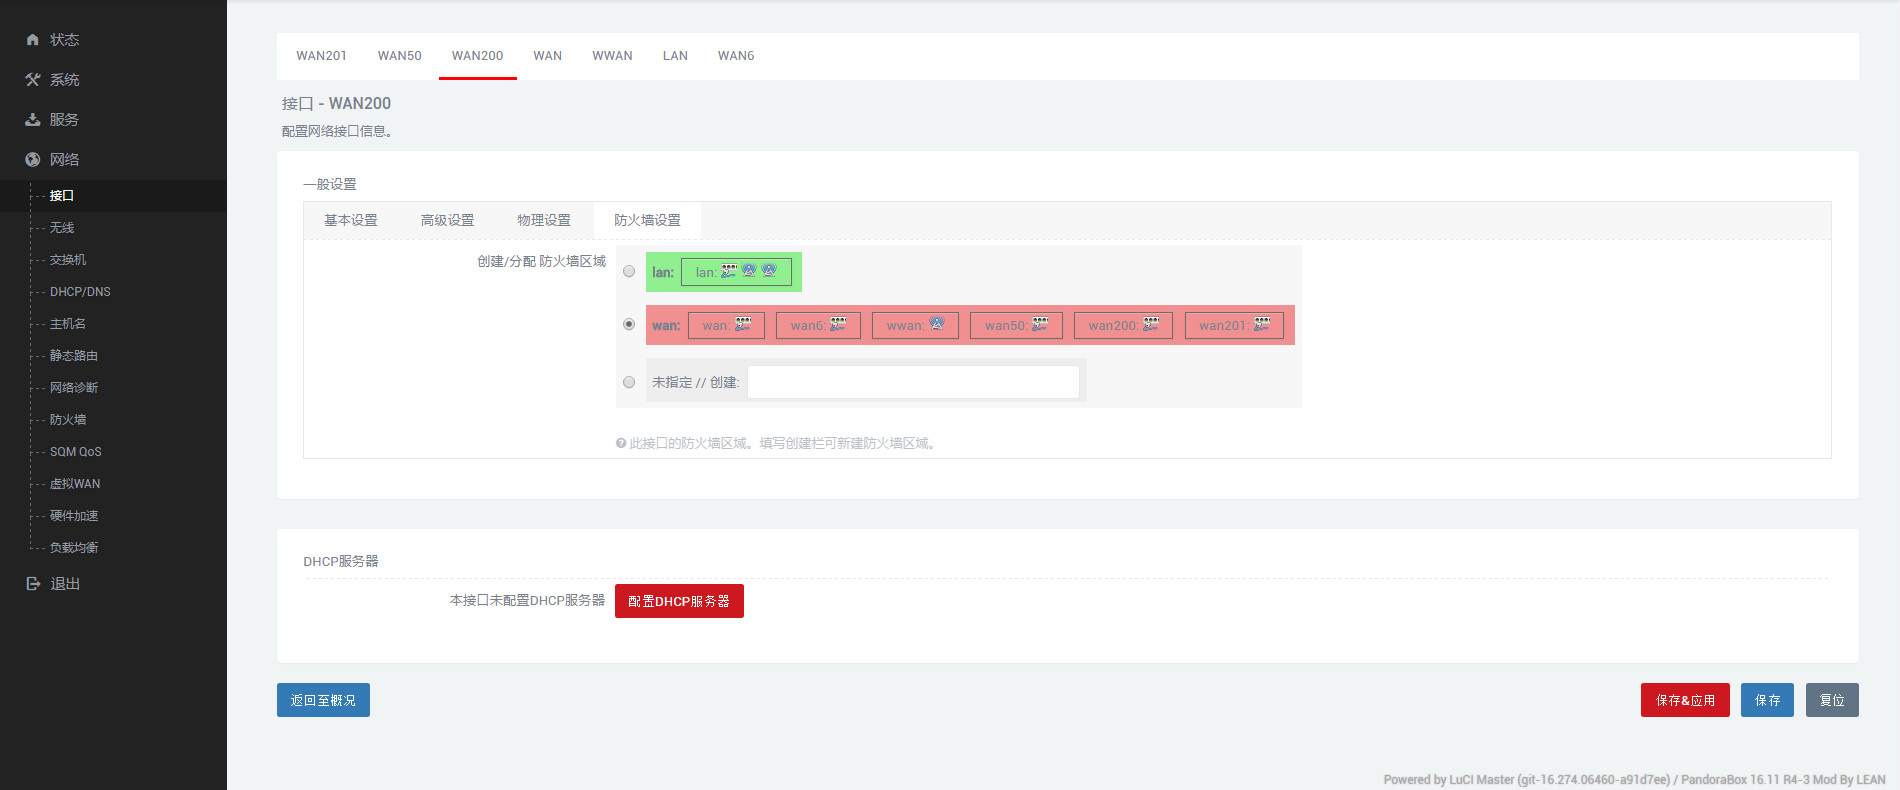 状态
系统
服务
网络
接口
无线
交换机
DHCP/DNS
主机名
静态路由
网络诊断
防火墙
SQM QoS
虚拟WAN
硬件加速
负载均衡
退出
WAN201 WAN50 WAN200 WAN WWAN LAN WAN6
接口 - WAN200
配置网络接口信息。
一般设置
基本设置 高级设置 物理设置 防火墙设置
创建/分配 防火墙区域
lan: lan:
wan: wan: wan6: wwan: wan50: wan200: wan201:
未指定 // 创建:
此接口的防火墙区域。填写创建栏可新建防火墙区域。
DHCP服务器
本接口未配置DHCP服务器 配置DHCP服务器
返回至概况 保存&应用 保存 复位
Powered by LuCI Master (git-16.274.06460-a91d7ee) / PandoraBox 16.11 R4-3 Mod By LEAN